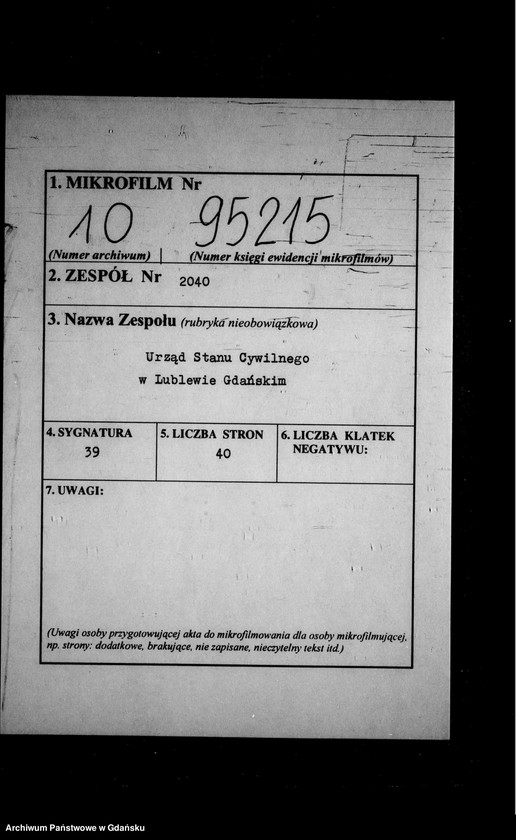 1. MIKROFILM Nr
10 95215
(Numer archiwum) | (Numer księgi ewidencji mikrofilmów)
2. ZESPÓŁ Nr 2040
3. Nazwa Zespołu (rubryka nieobowiązkowa)
Urząd Stanu Cywilnego
w Lublewie Gdańskim
4. SYGNATURA 5. LICZBA STRON 6. LICZBA KLATEK
NEGATYWU:
39 40
7. UWAGI:
(Uwagi osoby przygotowującej akta do mikrofilmowania dla osoby mikrofilmującej,
np. strony: dodatkowe, brakujące, nie zapisane, nieczytelny tekst itd.)
Archiwum Państwowe w Gdańsku